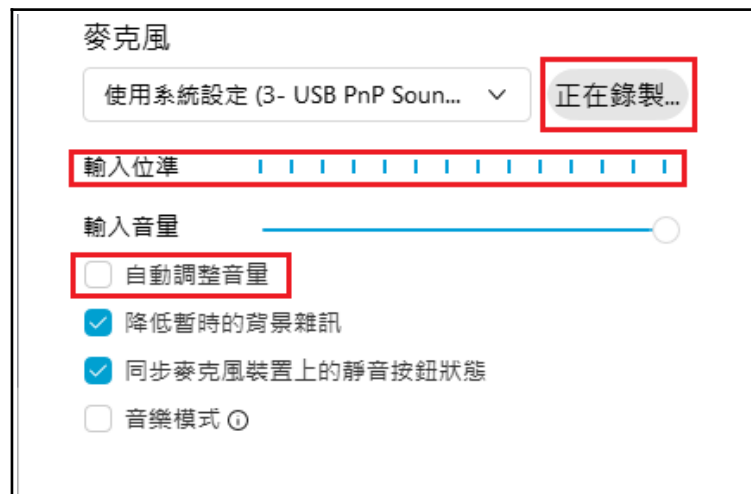 麥克風
使用系統設定 (3- USB PnP Soun... 正在錄製...
輸入位準
輸入音量
自動調整音量
降低暫時的背景雜訊
同步麥克風裝置上的靜音按鈕狀態
音樂模式